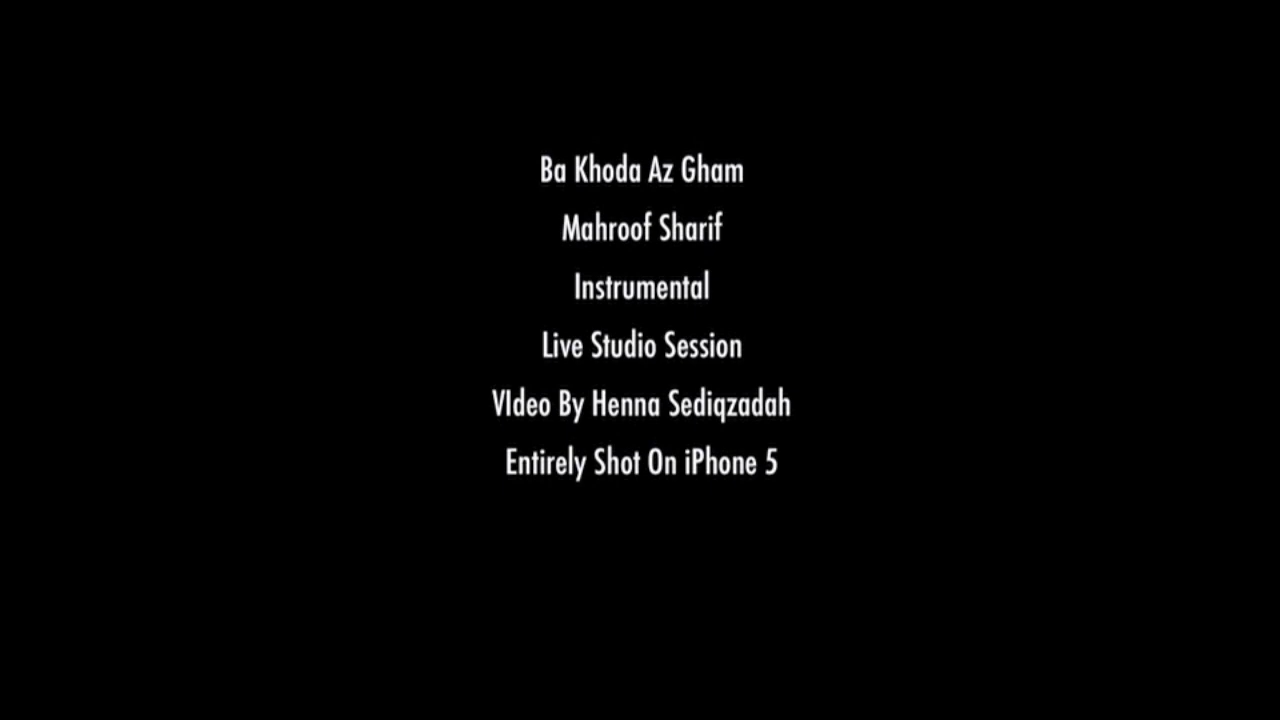 Ba Khoda Az Gham
Mahroof Sharif
Instrumental
Live Studio Session
VIdeo By Henna Sediqzadah
Entirely Shot On iPhone 5